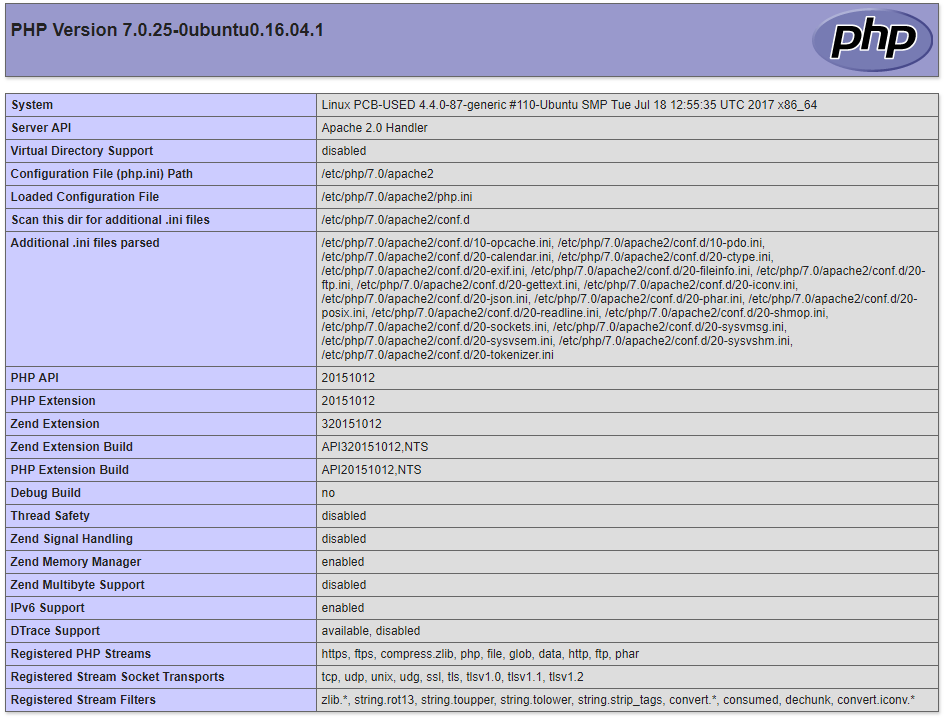 PHP Version 7.0.25-0ubuntu0.16.04.1
php
System Linux PCB-USED 4.4.0-87-generic #110-Ubuntu SMP Tue Jul 18 12:55:35 UTC 2017 x86_64
Server API Apache 2.0 Handler
Virtual Directory Support disabled
Configuration File (php.ini) Path /etc/php/7.0/apache2
Loaded Configuration File /etc/php/7.0/apache2/php.ini
Scan this dir for additional .ini files /etc/php/7.0/apache2/conf.d
Additional .ini files parsed /etc/php/7.0/apache2/conf.d/10-opcache.ini, /etc/php/7.0/apache2/conf.d/10-pdo.ini,
/etc/php/7.0/apache2/conf.d/20-calendar.ini, /etc/php/7.0/apache2/conf.d/20-ctype.ini,
/etc/php/7.0/apache2/conf.d/20-exif.ini, /etc/php/7.0/apache2/conf.d/20-fileinfo.ini, /etc/php/7.0/apache2/conf.d/20-
ftp.ini, /etc/php/7.0/apache2/conf.d/20-gettext.ini, /etc/php/7.0/apache2/conf.d/20-iconv.ini,
/etc/php/7.0/apache2/conf.d/20-json.ini, /etc/php/7.0/apache2/conf.d/20-phar.ini, /etc/php/7.0/apache2/conf.d/20-
posix.ini, /etc/php/7.0/apache2/conf.d/20-readline.ini, /etc/php/7.0/apache2/conf.d/20-shmop.ini,
/etc/php/7.0/apache2/conf.d/20-sockets.ini, /etc/php/7.0/apache2/conf.d/20-sysvmsg.ini,
/etc/php/7.0/apache2/conf.d/20-sysvsem.ini, /etc/php/7.0/apache2/conf.d/20-sysvshm.ini,
/etc/php/7.0/apache2/conf.d/20-tokenizer.ini
PHP API 20151012
PHP Extension 20151012
Zend Extension 320151012
Zend Extension Build API320151012,NTS
PHP Extension Build API20151012,NTS
Debug Build no
Thread Safety disabled
Zend Signal Handling disabled
Zend Memory Manager enabled
Zend Multibyte Support disabled
IPv6 Support enabled
DTrace Support available, disabled
Registered PHP Streams https, ftps, compress.zlib, php, file, glob, data, http, ftp, phar
Registered Stream Socket Transports tcp, udp, unix, udg, ssl, tls, tlsv1.0, tlsv1.1, tlsv1.2
Registered Stream Filters zlib.*, string.rot13, string.toupper, string.tolower, string.strip_tags, convert.*, consumed, dechunk, convert.iconv.*